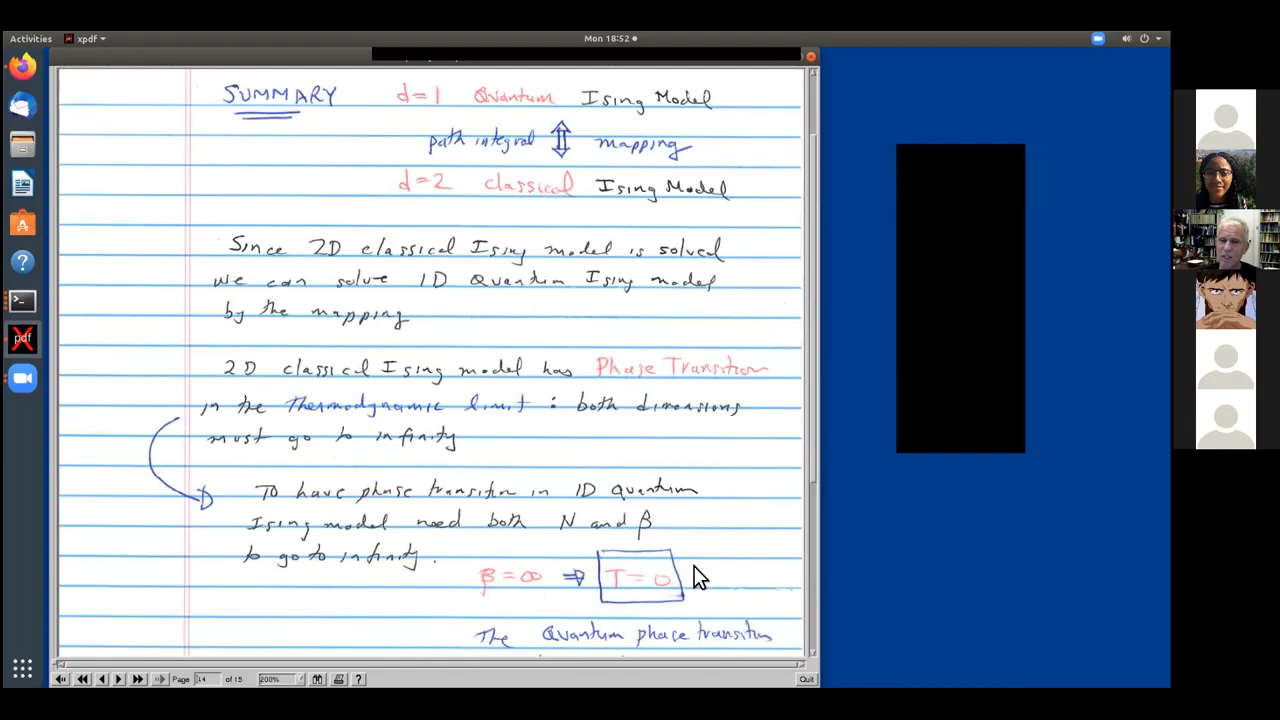 Activities xpdf Mon 18:52
SUMMARY d=1 Quantum Ising Model
path integral mapping
d=2 classical Ising Model
Since 2D classical Ising model is solved
we can solve 1D Quantum Ising model
by the mapping
2D classical Ising model has Phase Transition
in the thermodynamic limit : both dimensions
must go to infinity
To have phase transition in 1D quantum
Ising model need both N and β
to go to infinity.
β = ∞ ⇒ T = 0
The Quantum phase transition
pdf
Page 14 of 15 200% ? Quit